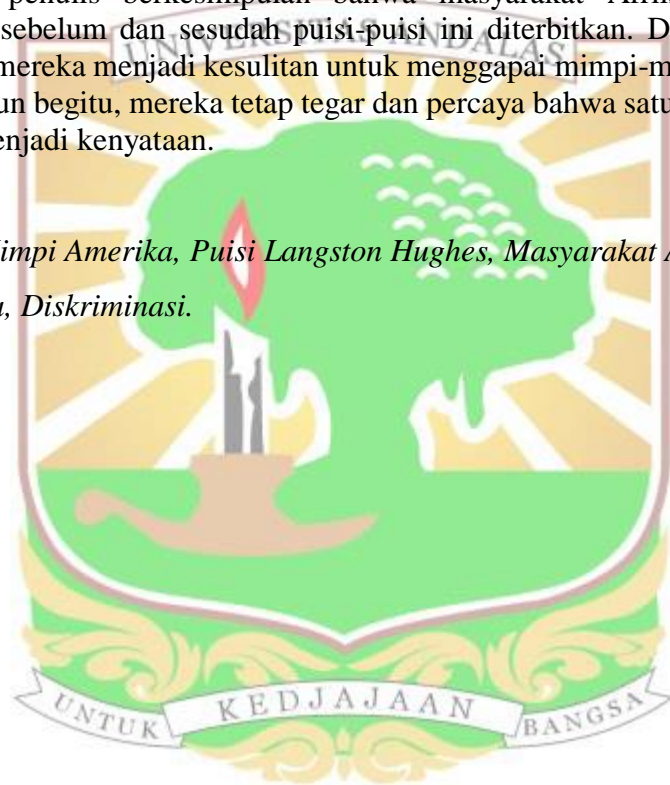 penulis berkesimpulan bahwa masyarakat
sebelum dan sesudah puisi-puisi ini diterbitkan. D
UNIVERSITAS ANDALAS
mereka menjadi kesulitan untuk menggapai mimpi-m
un begitu, mereka tetap tegar dan percaya bahwa satu
enjadi kenyataan.
impi Amerika, Puisi Langston Hughes, Masyarakat A
a, Diskriminasi.
UNTUK KEDJAJAAN BANGSA